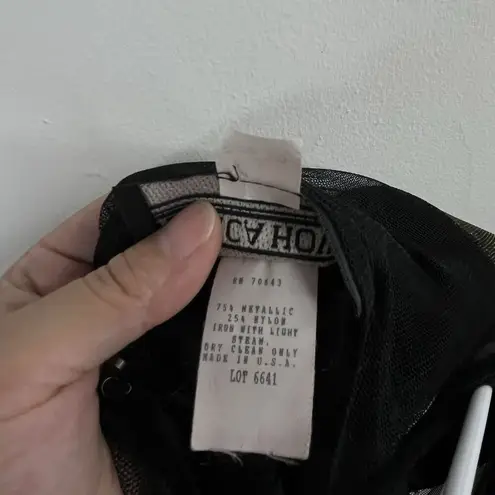 RN 70643
75% METALLIC
25% NYLON
IRON WITH LIGHT
STEAM.
DRY CLEAN ONLY
MADE IN U.S.A.
LOT 6641